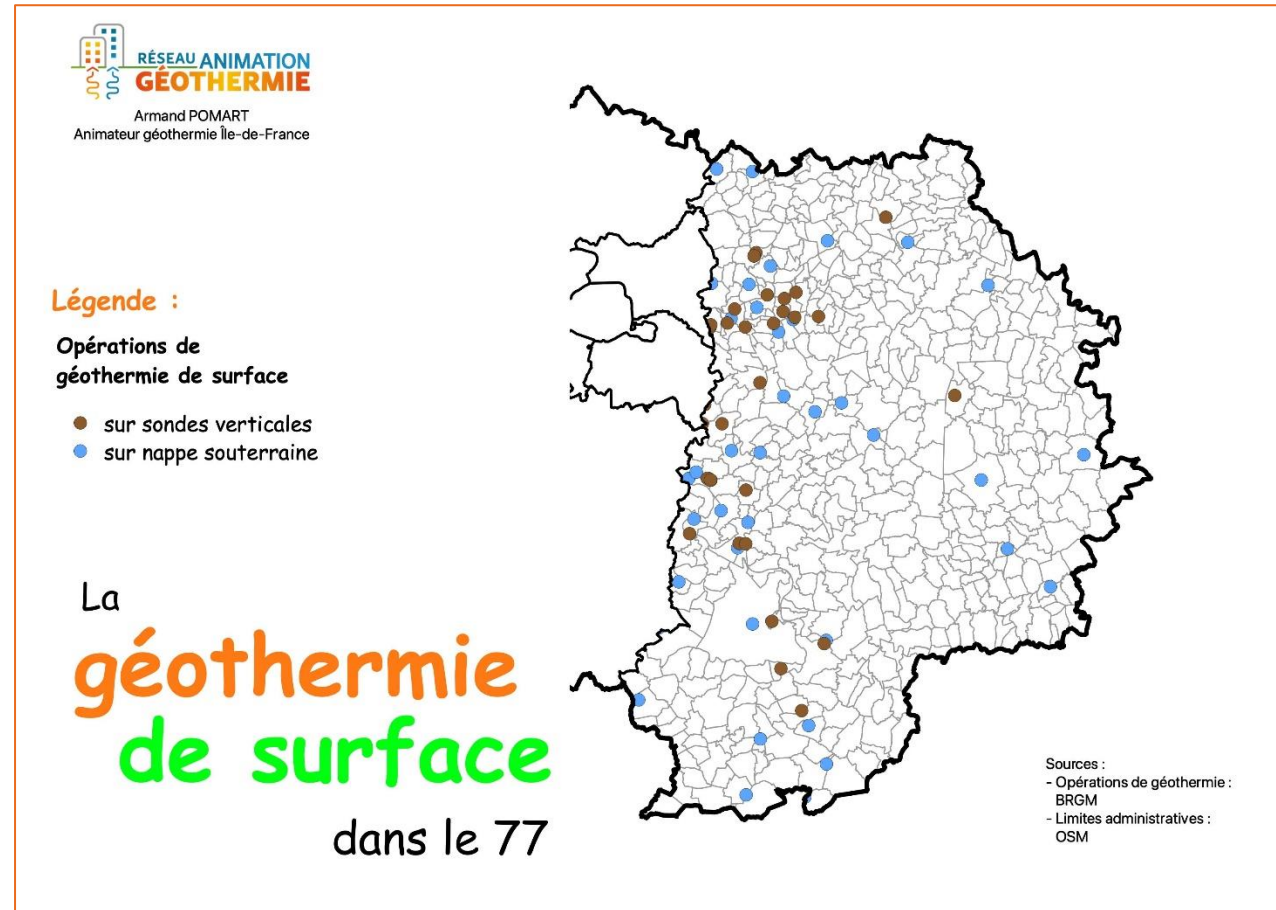 RÉSEAU ANIMATION
GÉOTHERMIE
Armand POMART
Animateur géothermie Île-de-France
Légende :
Opérations de
géothermie de surface
sur sondes verticales
sur nappe souterraine
La
géothermie
de surface
dans le 77
Sources :
- Opérations de géothermie :
BRGM
- Limites administratives :
OSM